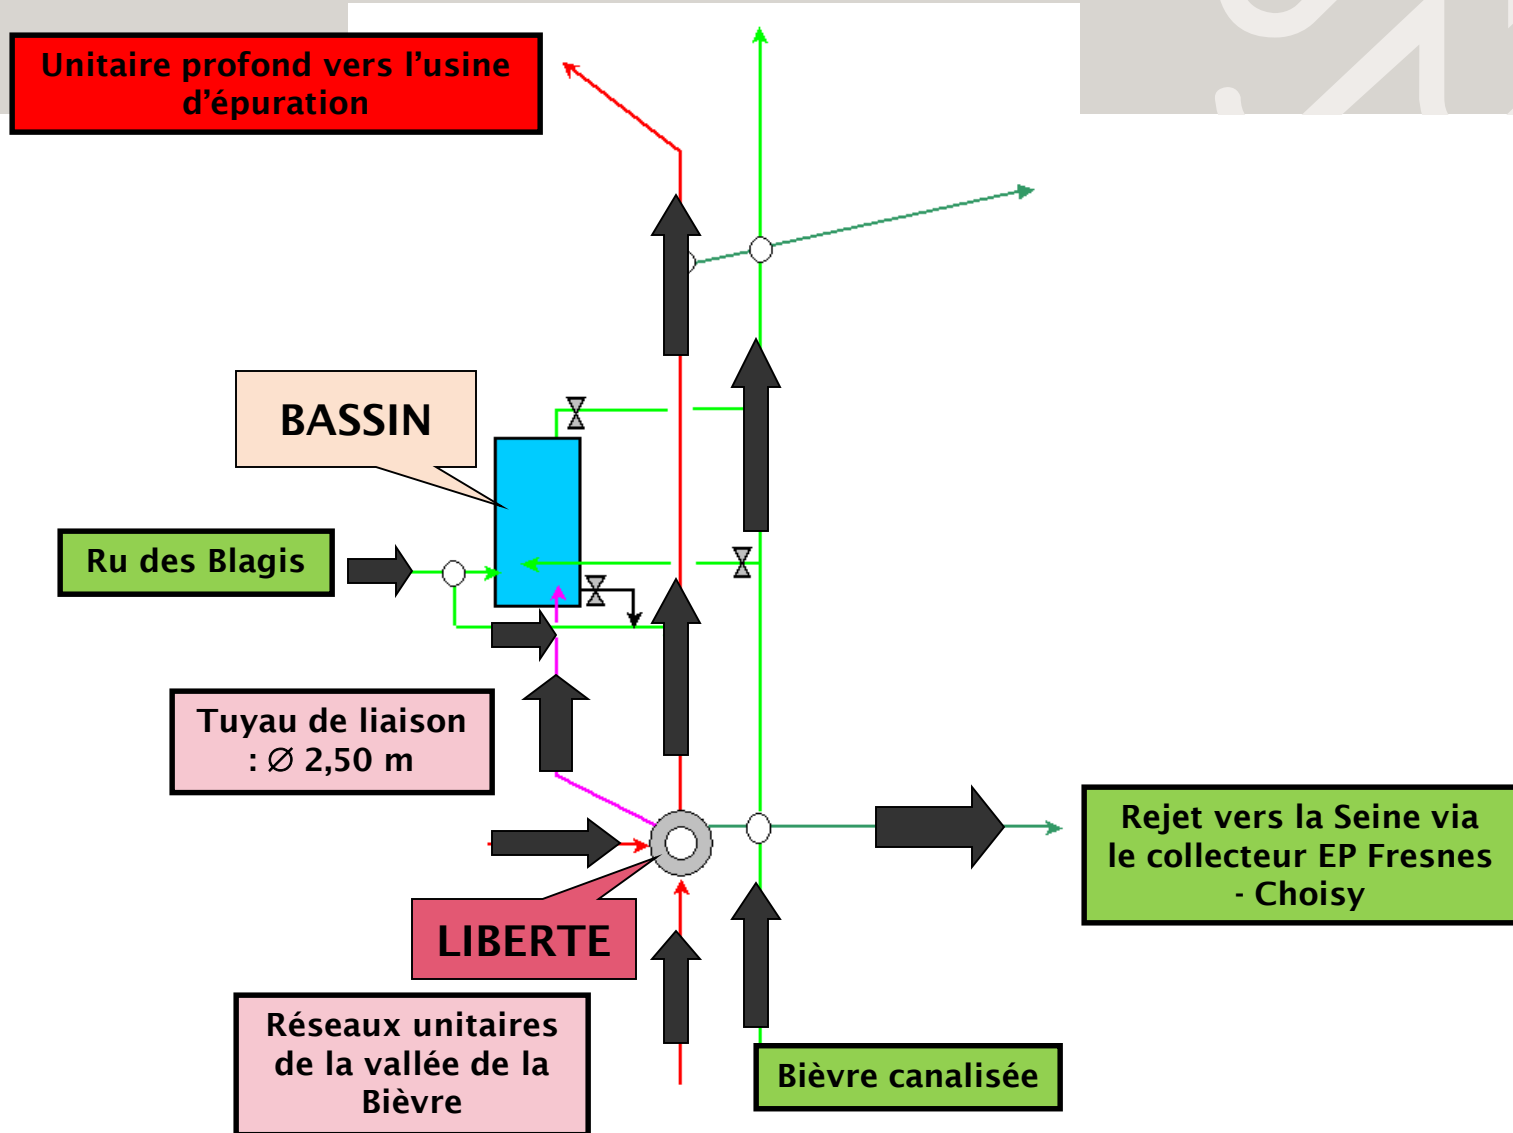 Unitaire profond vers l'usine
d'épuration
BASSIN
Ru des Blagis
Tuyau de liaison
: ∅ 2,50 m
Rejet vers la Seine via
le collecteur EP Fresnes
- Choisy
LIBERTE
Réseaux unitaires
de la vallée de la
Bièvre
Bièvre canalisée